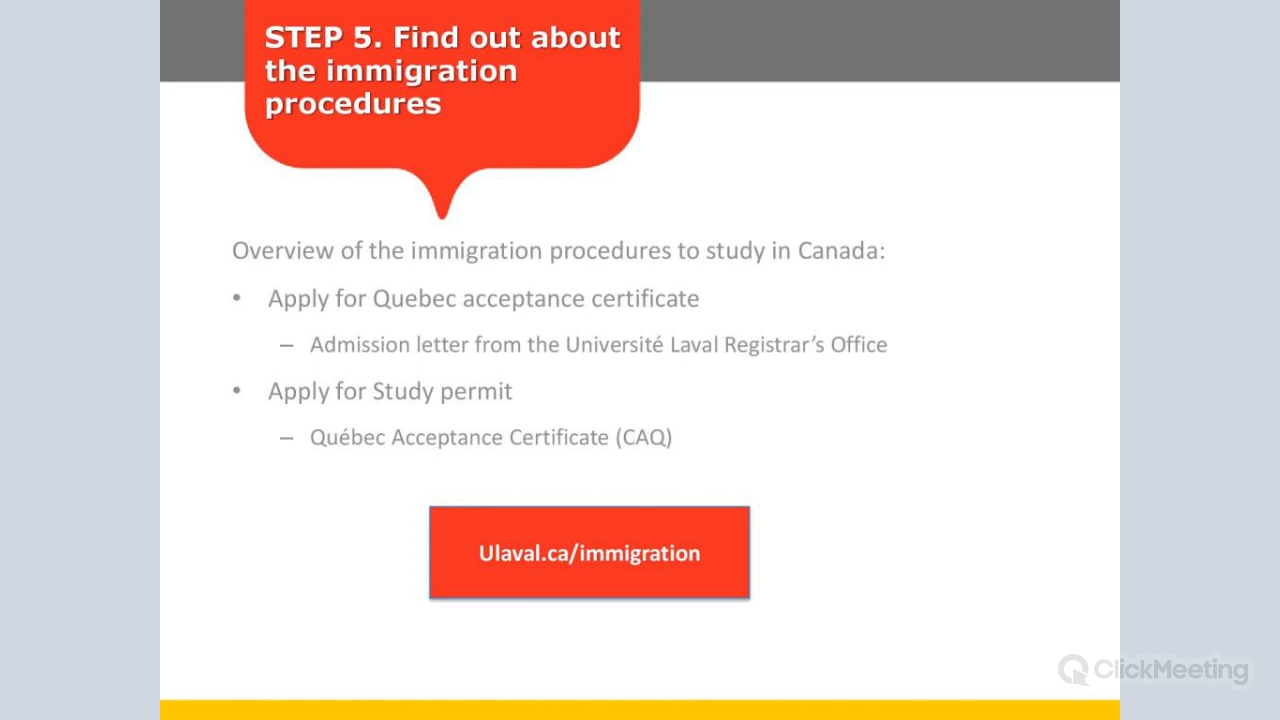 STEP 5. Find out about
the immigration
procedures
Overview of the immigration procedures to study in Canada:
• Apply for Quebec acceptance certificate
– Admission letter from the Université Laval Registrar’s Office
• Apply for Study permit
– Québec Acceptance Certificate (CAQ)
Ulaval.ca/immigration
ClickMeeting